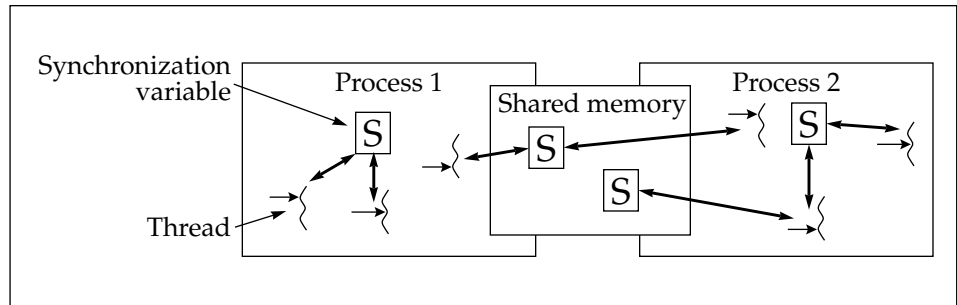 Synchronization
variable
Process 1
S
Thread
Shared memory
S
S
Process 2
S